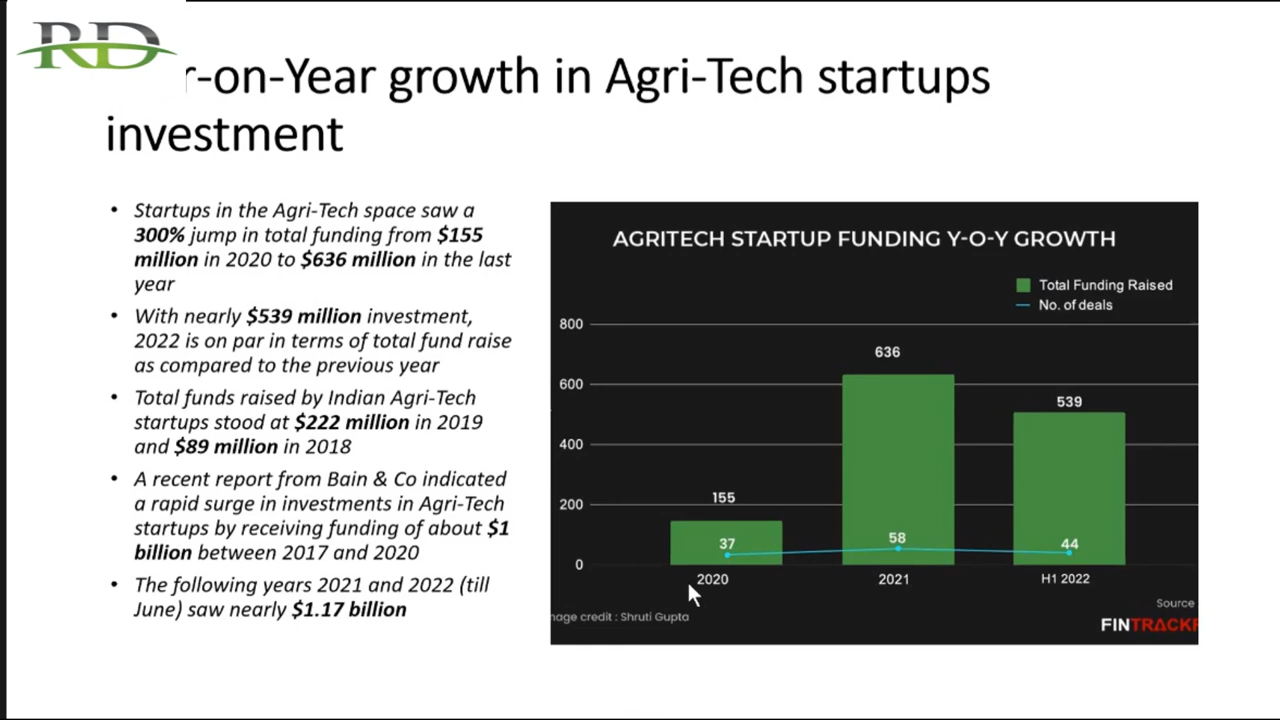 RD
r-on-Year growth in Agri-Tech startups
investment
• Startups in the Agri-Tech space saw a
300% jump in total funding from $155
million in 2020 to $636 million in the last
year
• With nearly $539 million investment,
2022 is on par in terms of total fund raise
as compared to the previous year
• Total funds raised by Indian Agri-Tech
startups stood at $222 million in 2019
and $89 million in 2018
• A recent report from Bain & Co indicated
a rapid surge in investments in Agri-Tech
startups by receiving funding of about $1
billion between 2017 and 2020
• The following years 2021 and 2022 (till
June) saw nearly $1.17 billion
AGRITECH STARTUP FUNDING Y-O-Y GROWTH
Total Funding Raised
No. of deals
800
636
600
539
400
155
200
37
58
44
0
2020
2021
H1 2022
Source
mage credit : Shruti Gupta
FINTRACKR